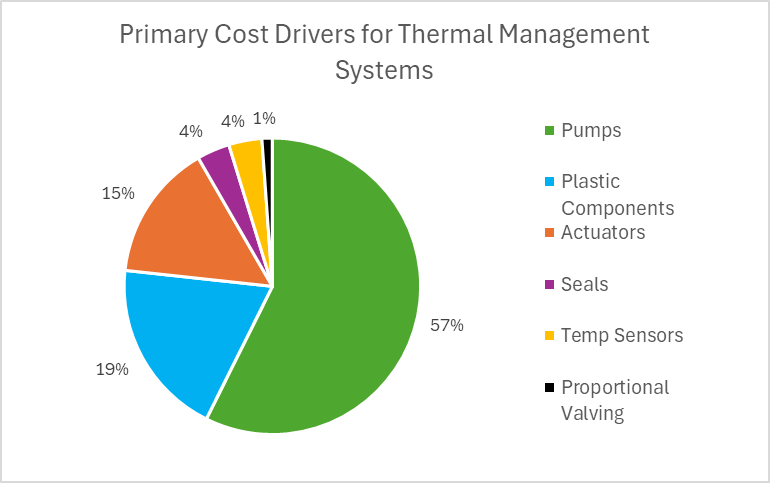 Primary Cost Drivers for Thermal Management
Systems
4%
4%
1%
15%
19%
57%
Pumps
Plastic
Components
Actuators
Seals
Temp Sensors
Proportional
Valving